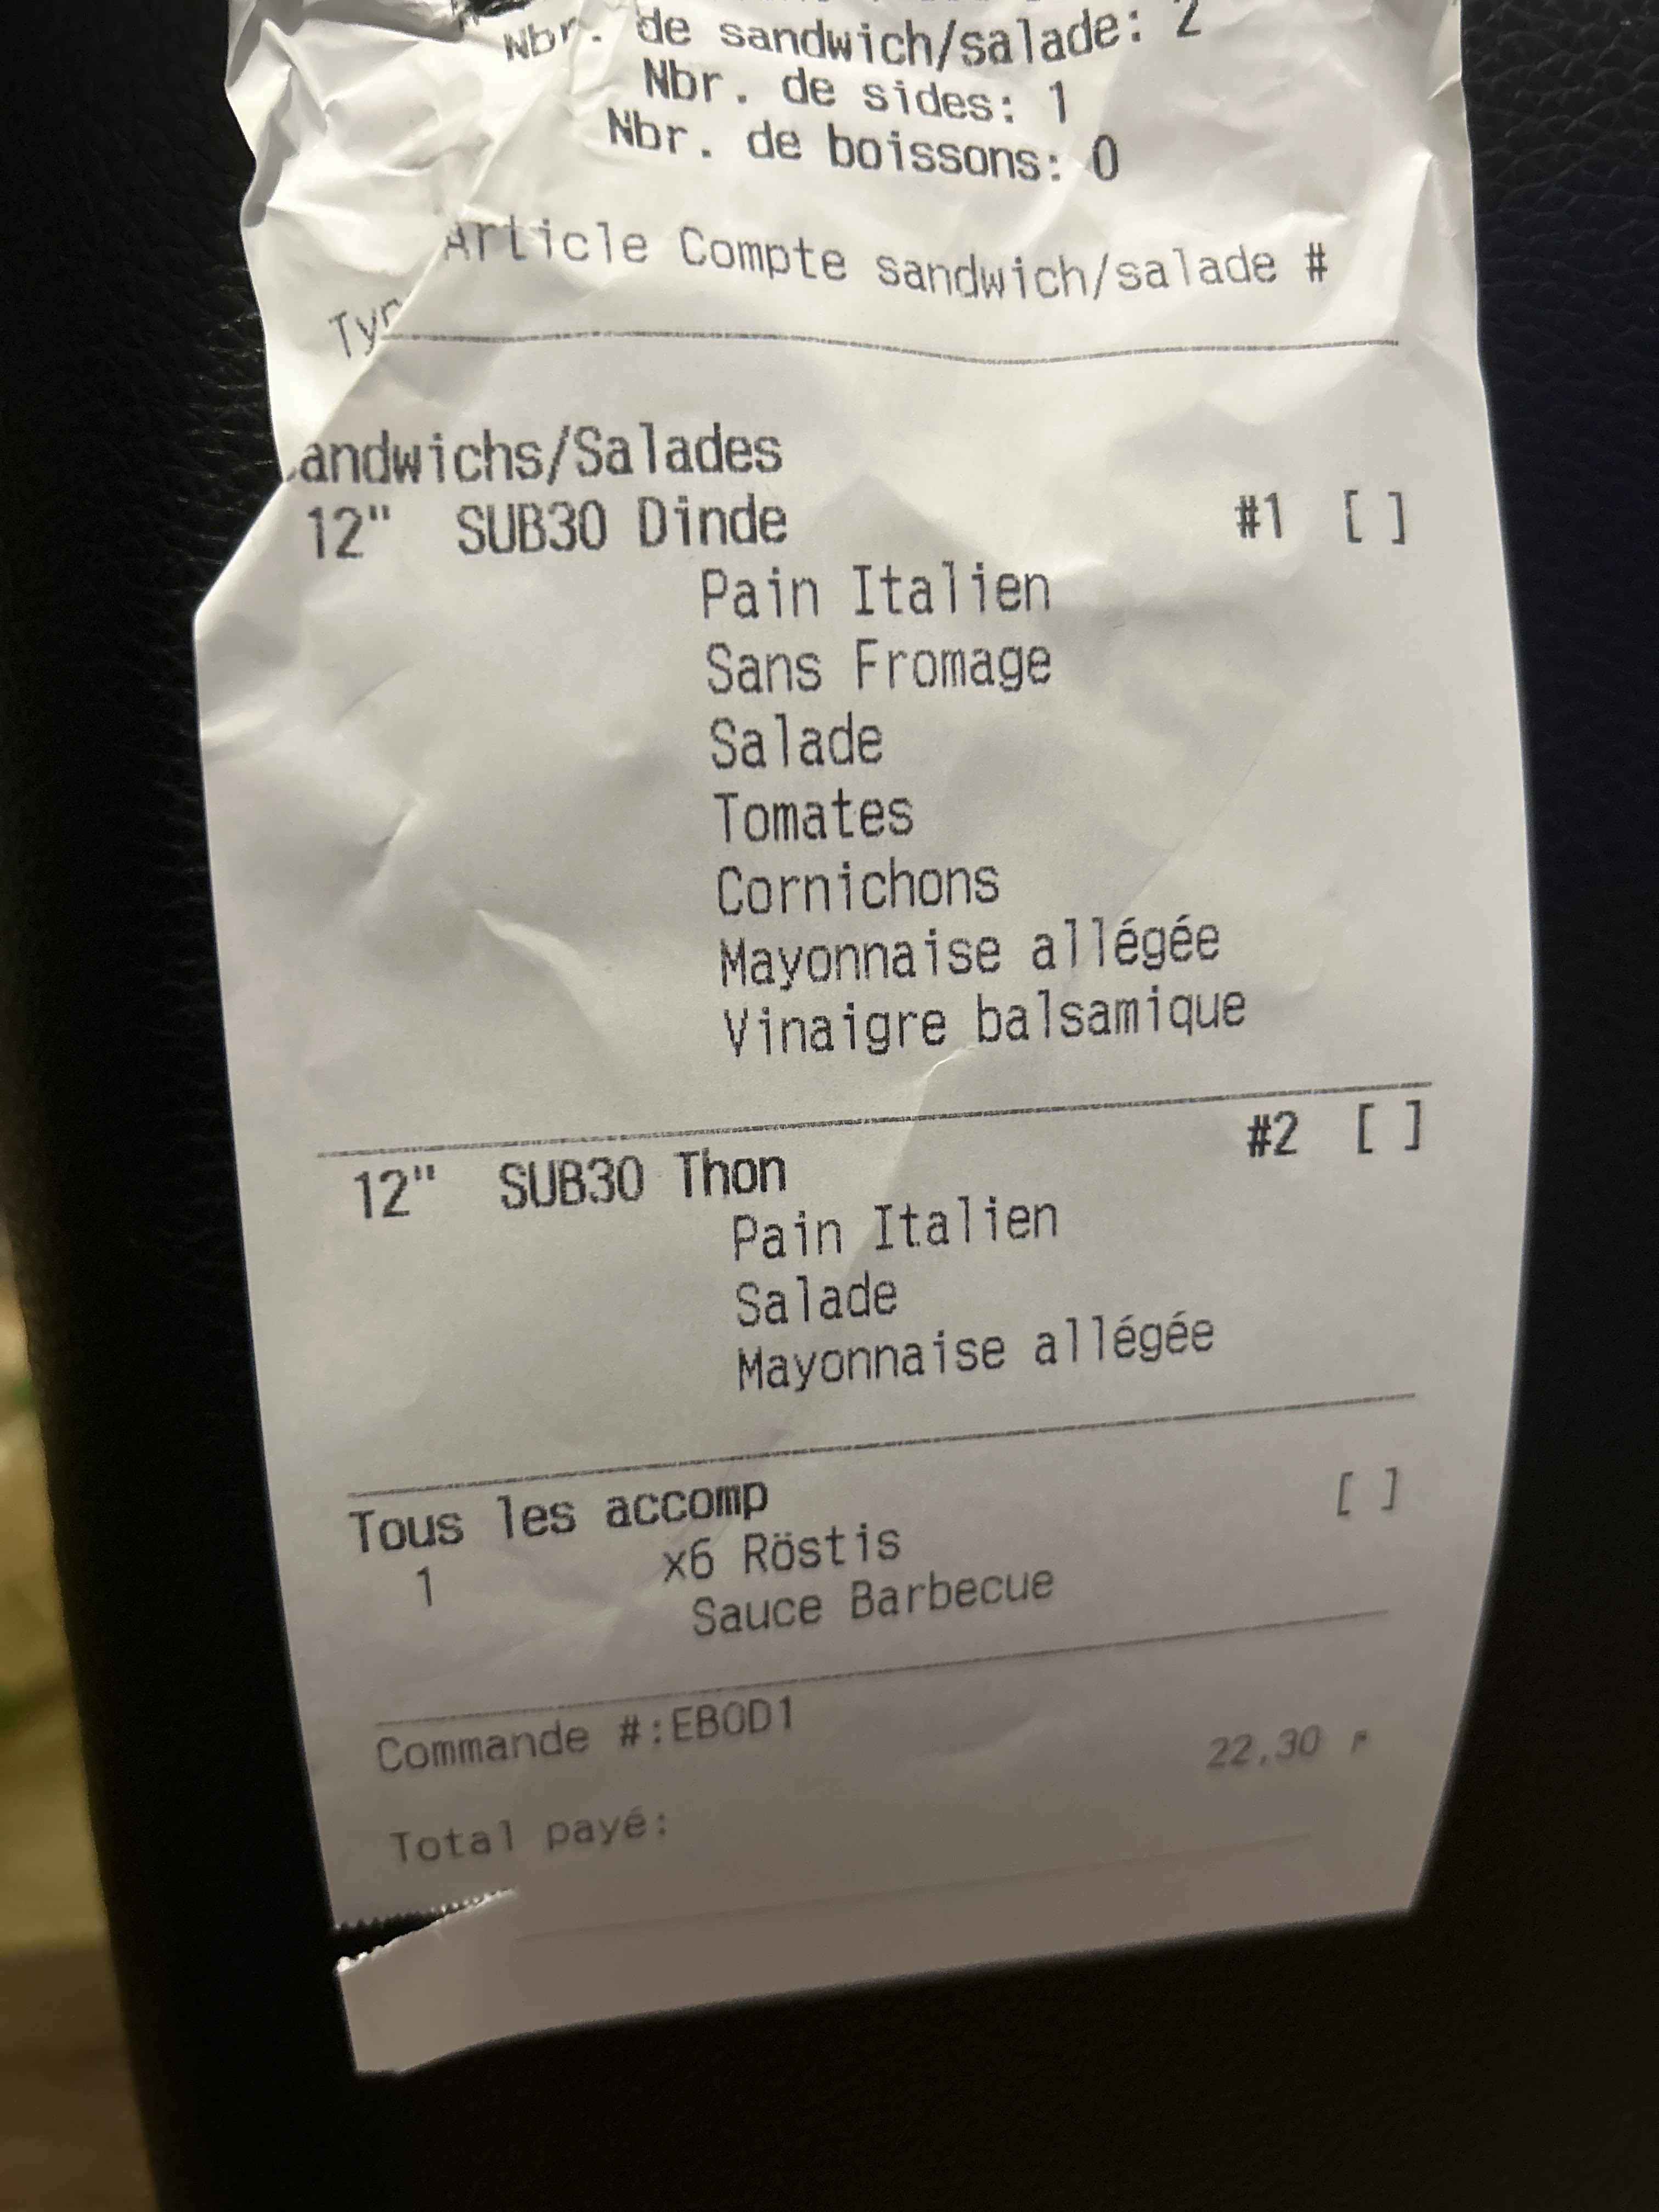 Nbr. de sandwich/salade: 2
Nbr. de sides: 1
Nbr. de boissons: 0
Article Compte sandwich/salade #
andwichs/Salades
12" SUB30 Dinde #1 [ ]
Pain Italien
Sans Fromage
Salade
Tomates
Cornichons
Mayonnaise allégée
Vinaigre balsamique
12" SUB30 Thon #2 [ ]
Pain Italien
Salade
Mayonnaise allégée
Tous les accomp [ ]
1 x6 Röstis
Sauce Barbecue
Commande #:EBOD1
Total payé: 22,30